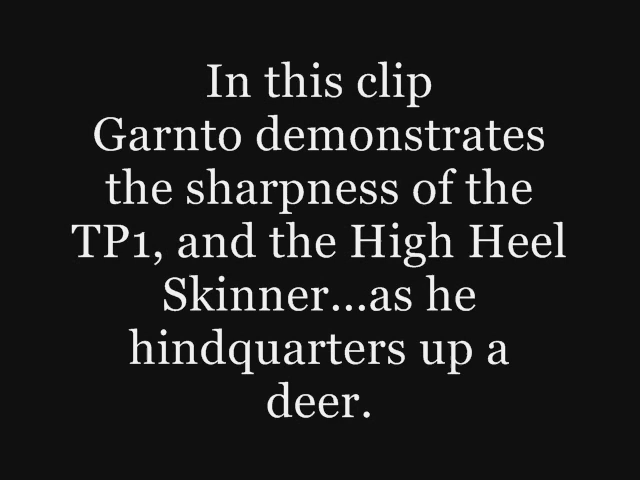 In this clip
Garnto demonstrates
the sharpness of the
TP1, and the High Heel
Skinner...as he
hindquarters up a
deer.